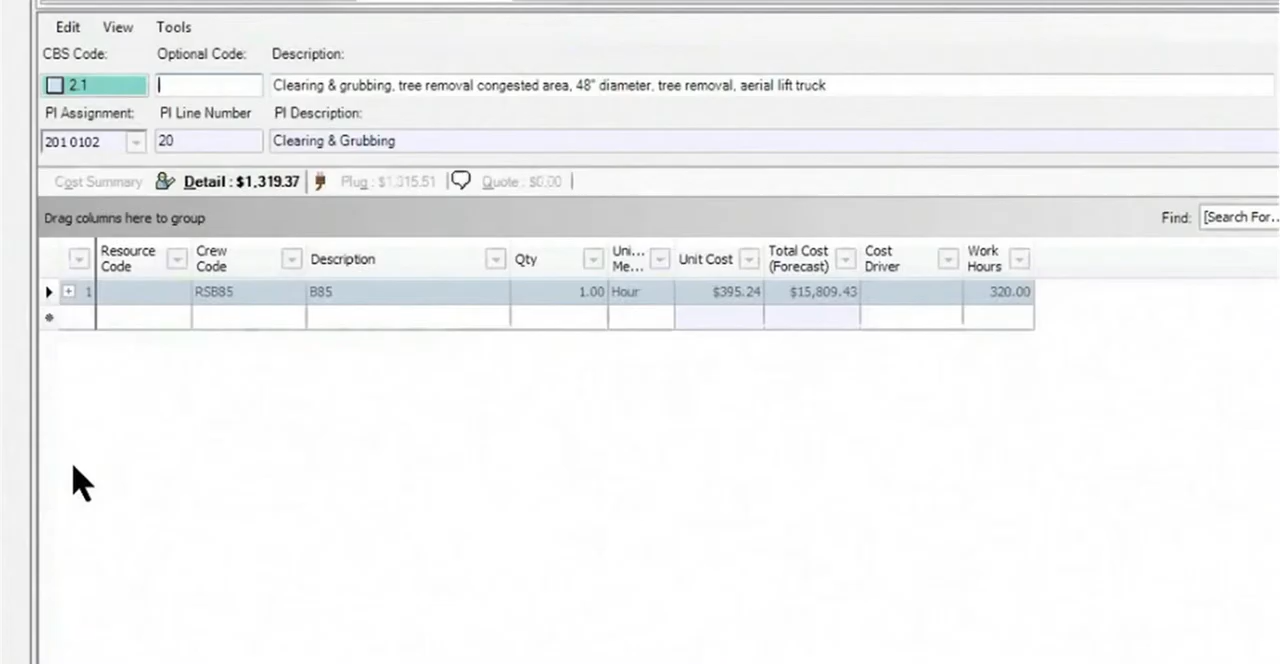 Edit View Tools
CBS Code: Optional Code: Description:
2.1 Clearing & grubbing, tree removal congested area, 48" diameter, tree removal, aerial lift truck
PI Assignment: PI Line Number PI Description:
201 0102 20 Clearing & Grubbing
Cost Summary Detail : $1,319.37 Plug : $1,315.51 Quote : $0.00
Drag columns here to group Find: [Search For..
Resource Code Crew Code Description Qty Uni... Me... Unit Cost Total Cost (Forecast) Cost Driver Work Hours
1 RSB85 B85 1.00 Hour $395.24 $15,809.43 320.00